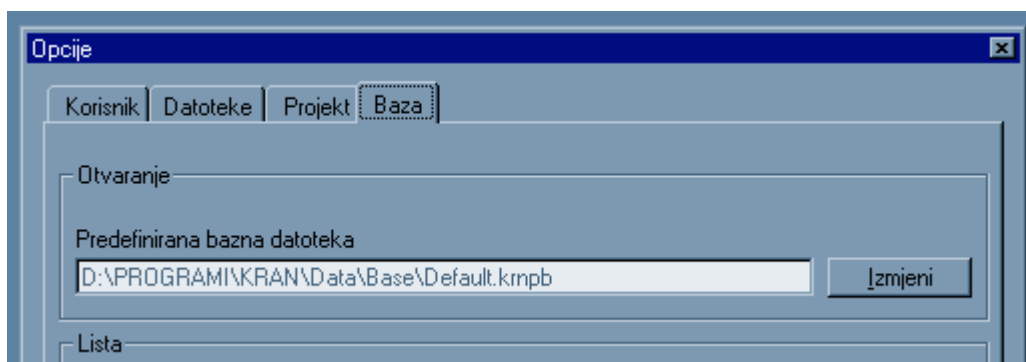 Opcije
Korisnik Datoteke Projekt Baza
Otvaranje
Predefinirana bazna datoteka
D:\PROGRAMI\KRAN\Data\Base\Default.krnpb Izmjeni
Lista